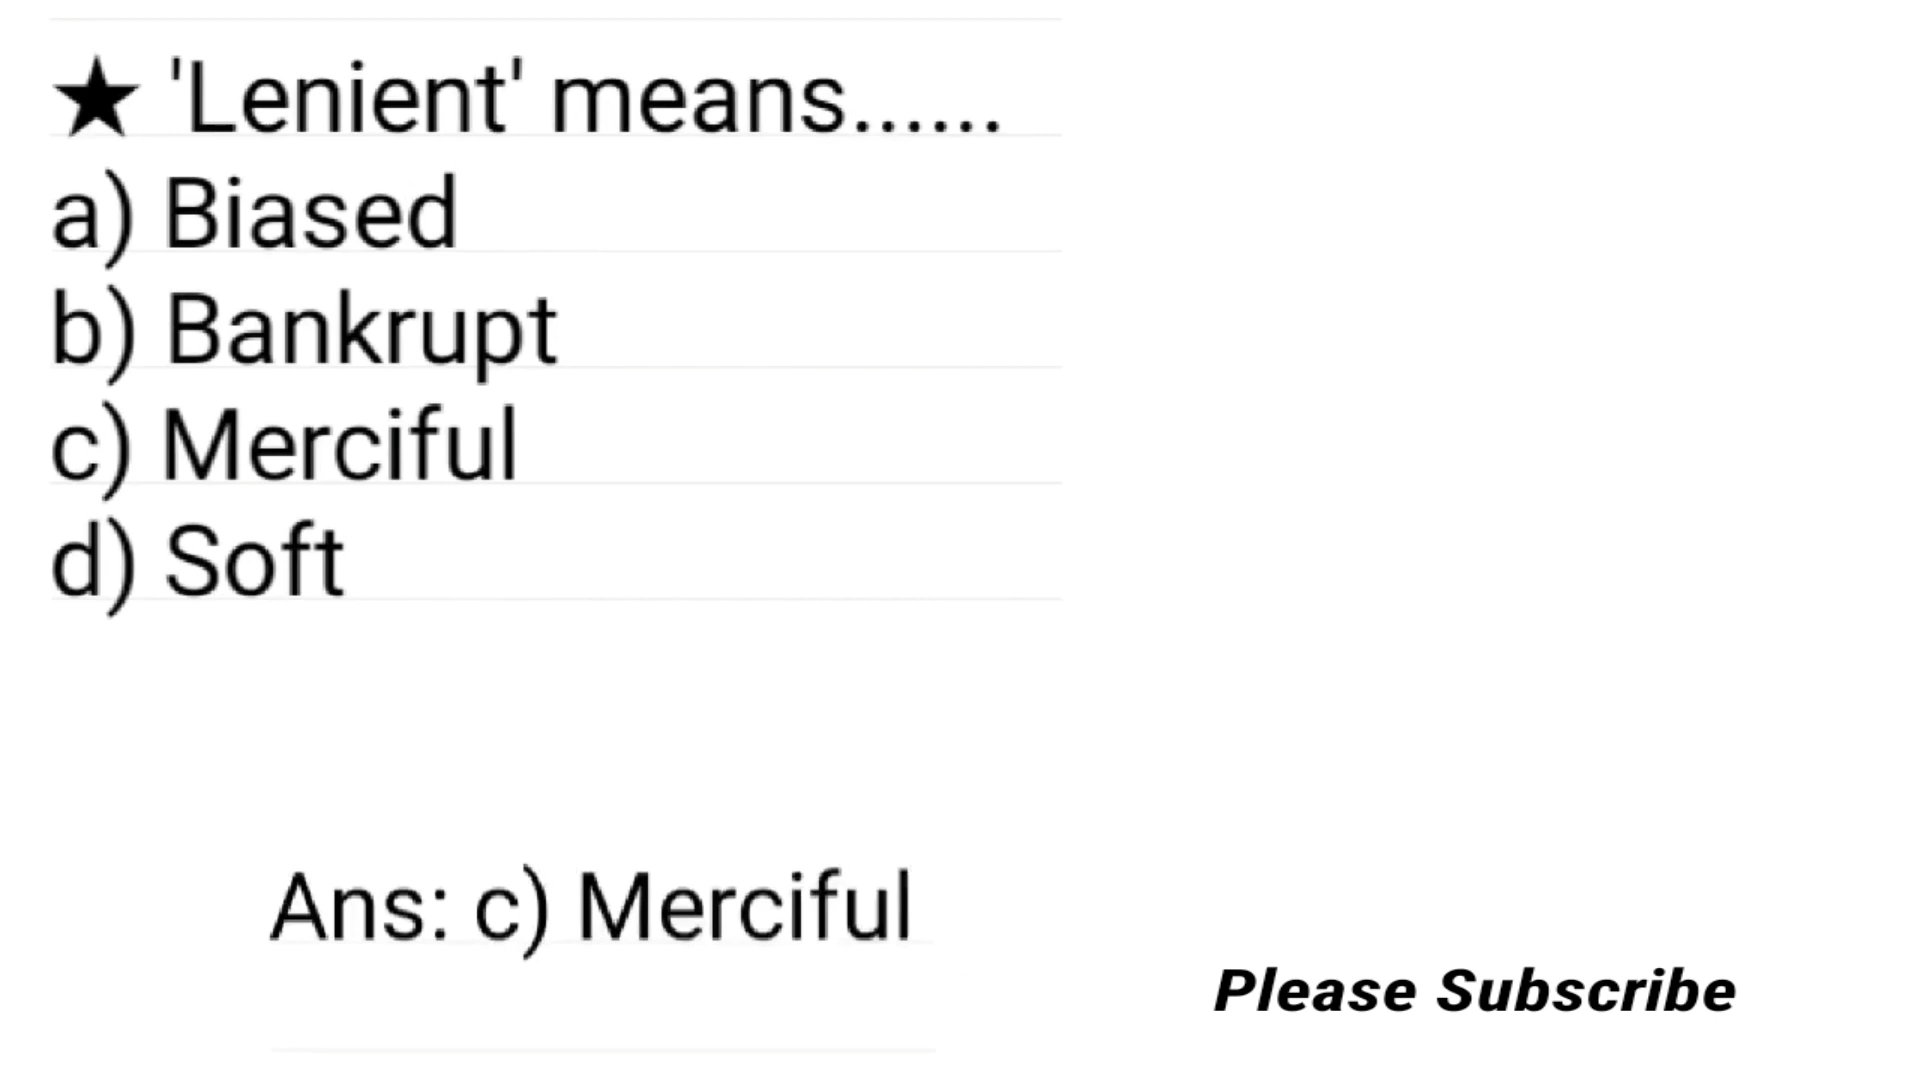 ★ 'Lenient' means......
a) Biased
b) Bankrupt
c) Merciful
d) Soft
Ans: c) Merciful
Please Subscribe